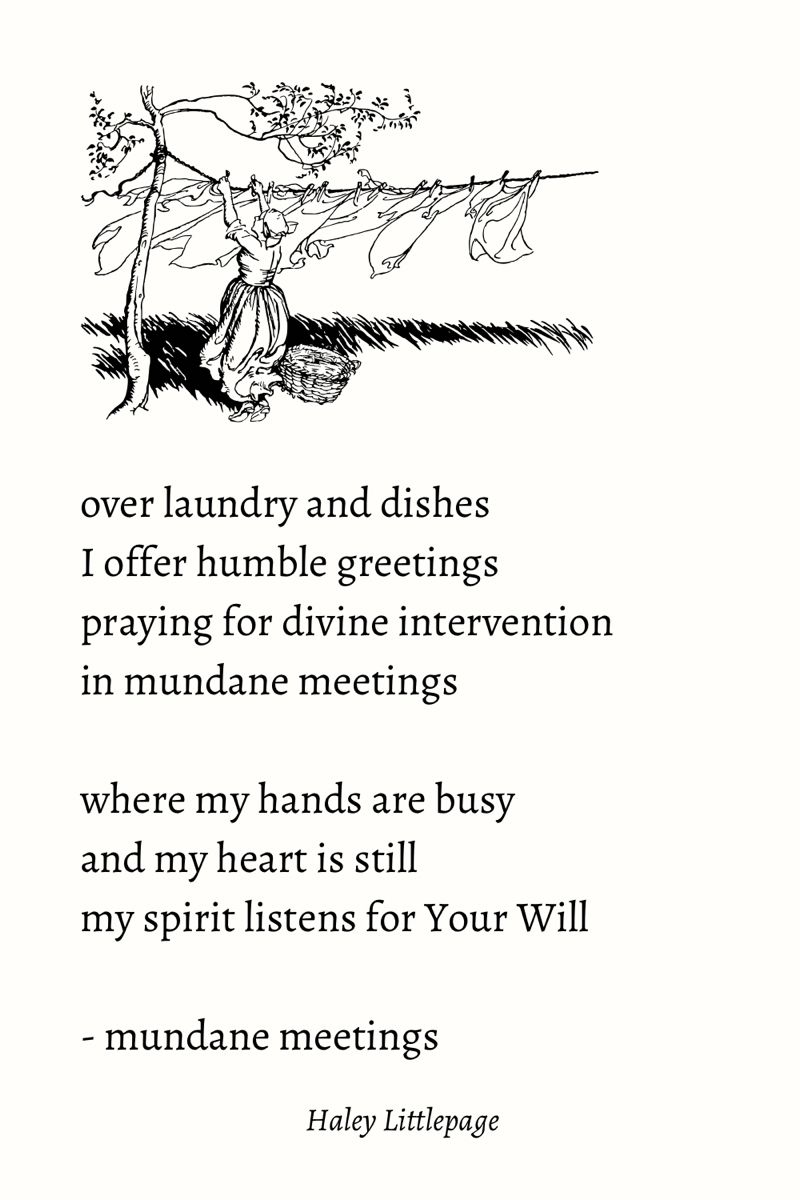 over laundry and dishes
I offer humble greetings
praying for divine intervention
in mundane meetings
where my hands are busy
and my heart is still
my spirit listens for Your Will
- mundane meetings
Haley Littlepage